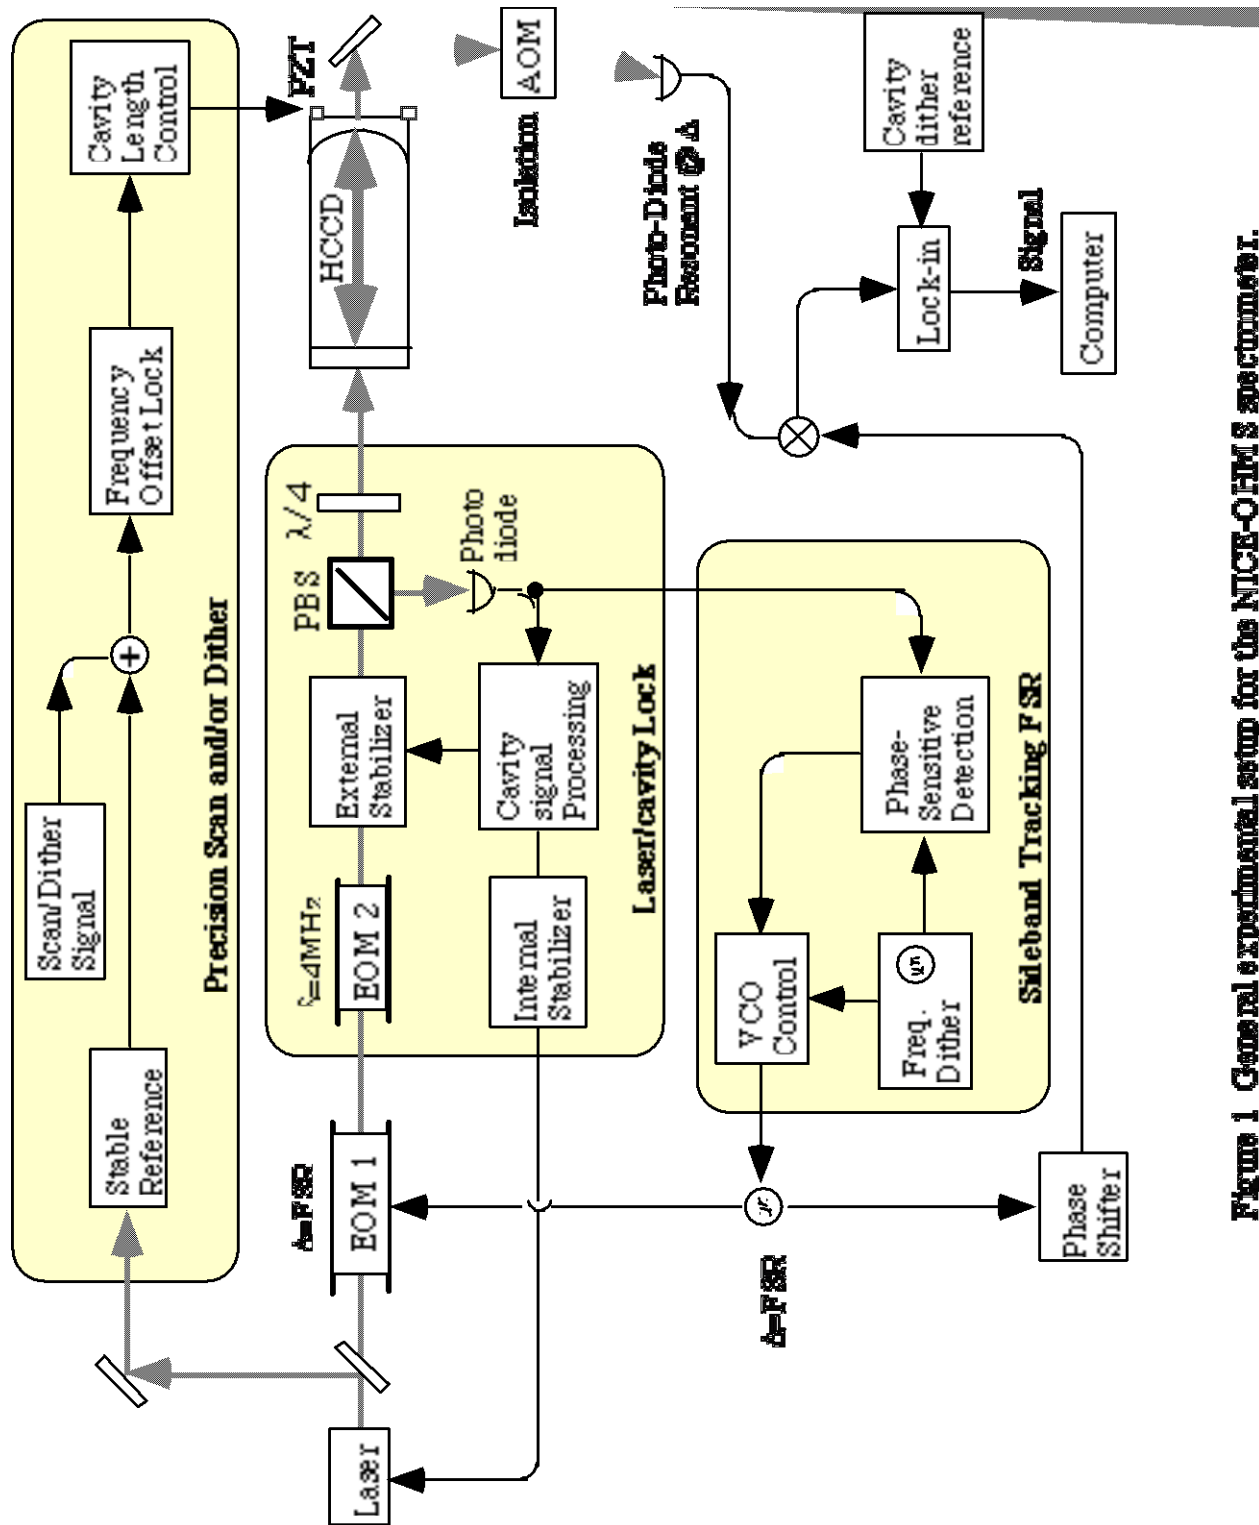 Cavity
Length
Control
Frequency
Offset Lock
Scan/Dither
Signal
Stable
Reference
Precision Scan and/or Dither
PZT
HCCD
λ/4
PBS
Photo
diode
External
Stabilizer
Cavity
signal
Processing
EOM 2
Internal
Stabilizer
Laser/cavity Lock
Δ=FSR
EOM 1
Laser
AOM
Isolation
Photo-Diode
Resonant @ Δ
Cavity
dither
reference
Lock-in
Signal
Computer
Phase-
Sensitive
Detection
VCO
Control
Freq.
Dither
Sideband Tracking FSR
Δ=FSR
Phase
Shifter
Figure 1 General experimental setup for the NICE-OHMS spectrometer.